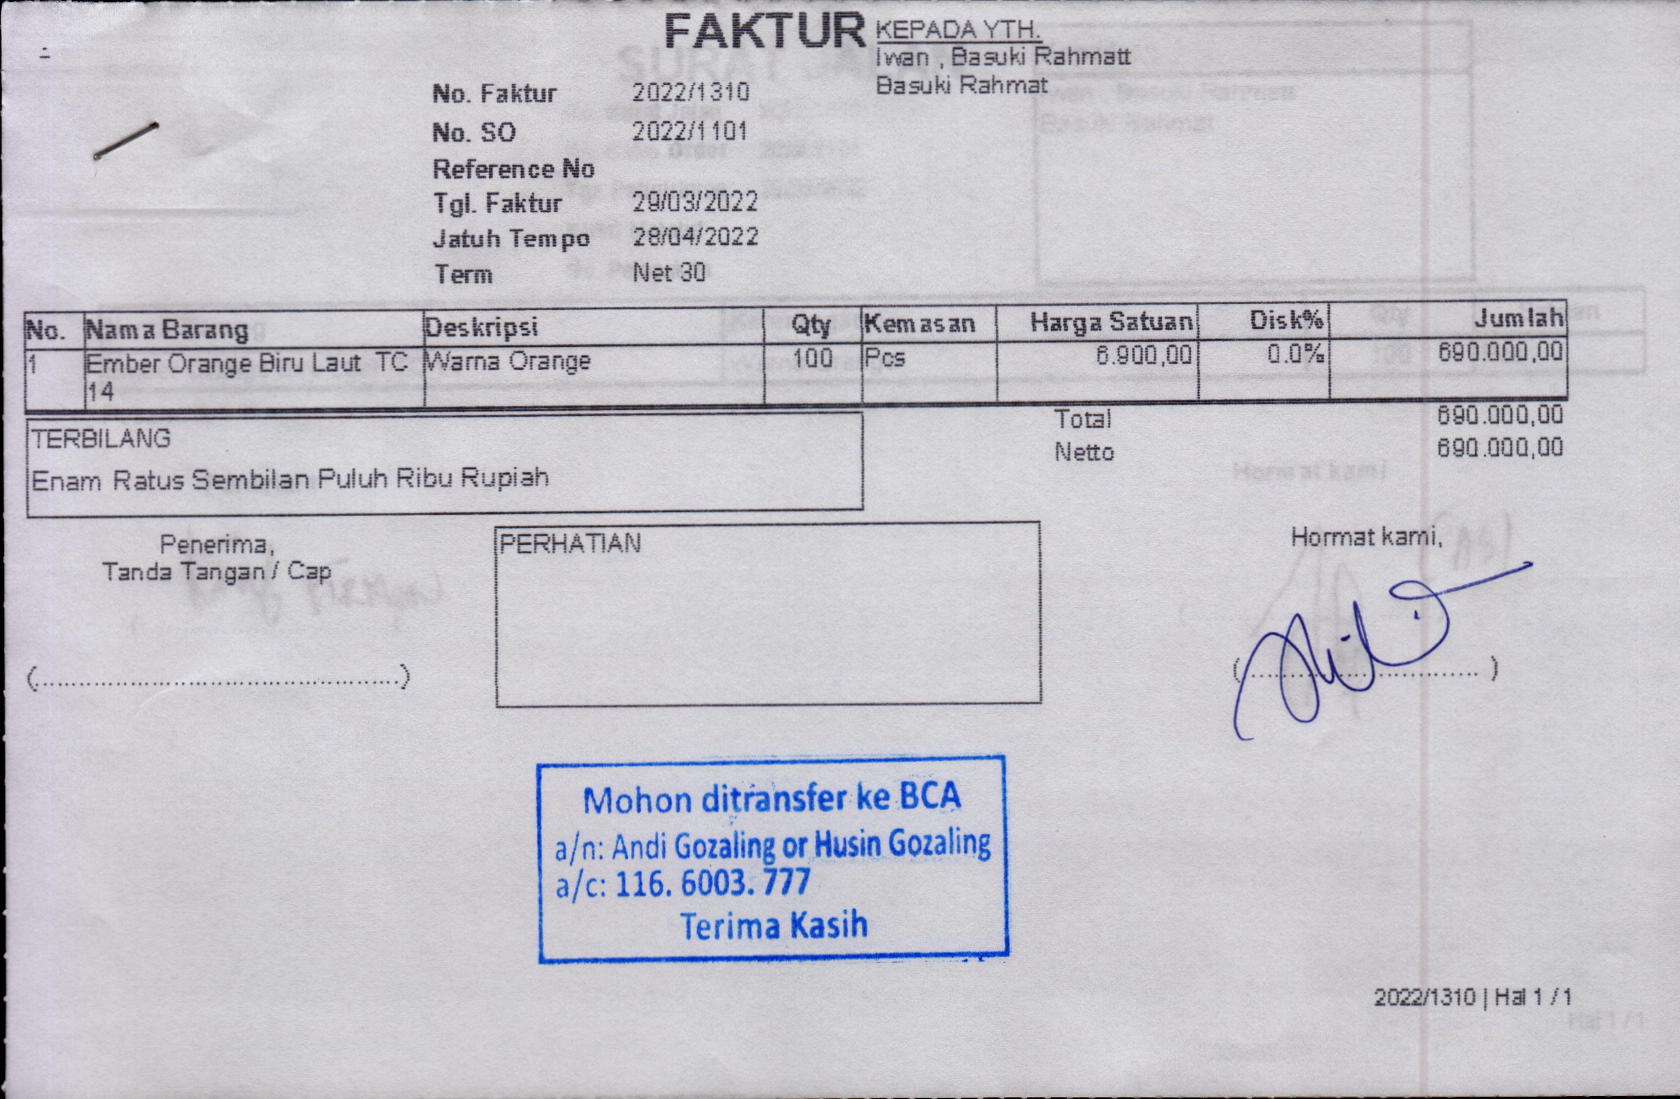 FAKTUR
KEPADA YTH.
Iwan , Basuki Rahmatt
Basuki Rahmat
No. Faktur 2022/1310
No. SO 2022/1101
Reference No
Tgl. Faktur 29/03/2022
Jatuh Tempo 28/04/2022
Term Net 30
No. Nama Barang Deskripsi Qty Kemasan Harga Satuan Disk% Jumlah
1 Ember Orange Biru Laut TC Warna Orange 100 Pcs 6.900,00 0.0% 690.000,00
14
Total 690.000,00
Netto 690.000,00
TERBILANG
Enam Ratus Sembilan Puluh Ribu Rupiah
Penerima,
Tanda Tangan / Cap
(..............................................)
PERHATIAN
Hormat kami,
(..............................)
Mohon ditransfer ke BCA
a/n: Andi Gozaling or Husin Gozaling
a/c: 116. 6003. 777
Terima Kasih
2022/1310 | Hal 1 / 1